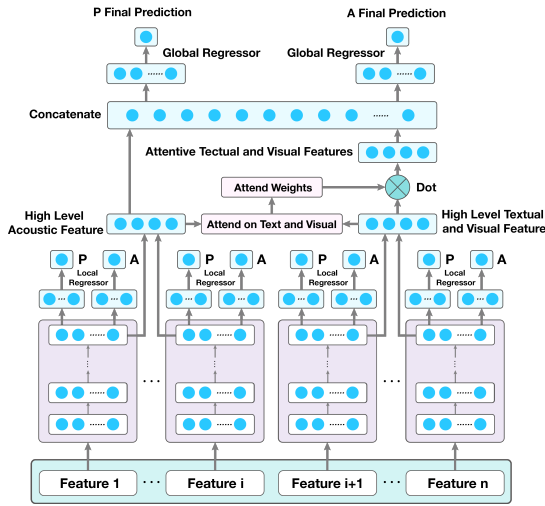 P Final Prediction
A Final Prediction
Global Regressor
Global Regressor
......
......
Concatenate
......
Attentive Tectual and Visual Features
Attend Weights
Dot
High Level
Acoustic Feature
Attend on Text and Visual
High Level Textual
and Visual Feature
P A
Local
Regressor
P A
Local
Regressor
P A
Local
Regressor
P A
Local
Regressor
... ... ... ... ... ... ... ...
...... ...... ...... ......
... ... ... ...
... ...
...... ...... ...... ......
...... ...... ...... ......
Feature 1 ... Feature i Feature i+1 ... Feature n